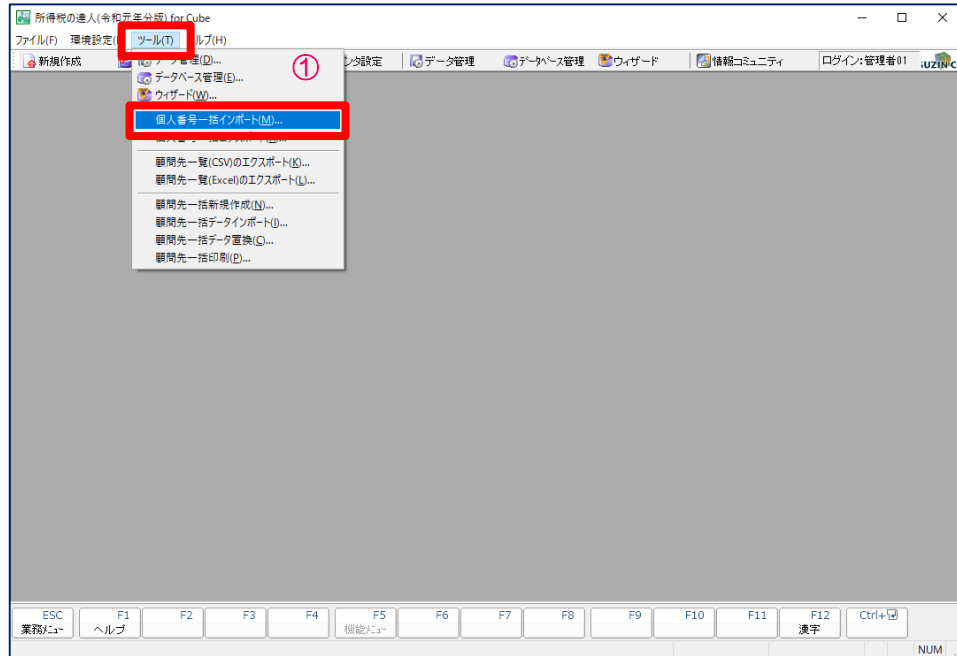 所得税の達人(令和元年分版) for Cube
ファイル(F) 環境設定( ツール(T) ルプ(H)
新規作成 ンタ設定 データ管理 データベース管理 ウィザード 情報コミュニティ ログイン:管理者01
管理(D)...
①
データベース管理(E)...
ウィザード(W)...
個人番号一括インポート(M)...
顧問先一覧(CSV)のエクスポート(K)...
顧問先一覧(Excel)のエクスポート(L)...
顧問先一括新規作成(N)...
顧問先一括データインポート(I)...
顧問先一括データ置換(C)...
顧問先一括印刷(P)...
ESC F1 F2 F3 F4 F5 F6 F7 F8 F9 F10 F11 F12 Ctrl+
業務メニュー ヘルプ 機能メニュー 漢字
NUM